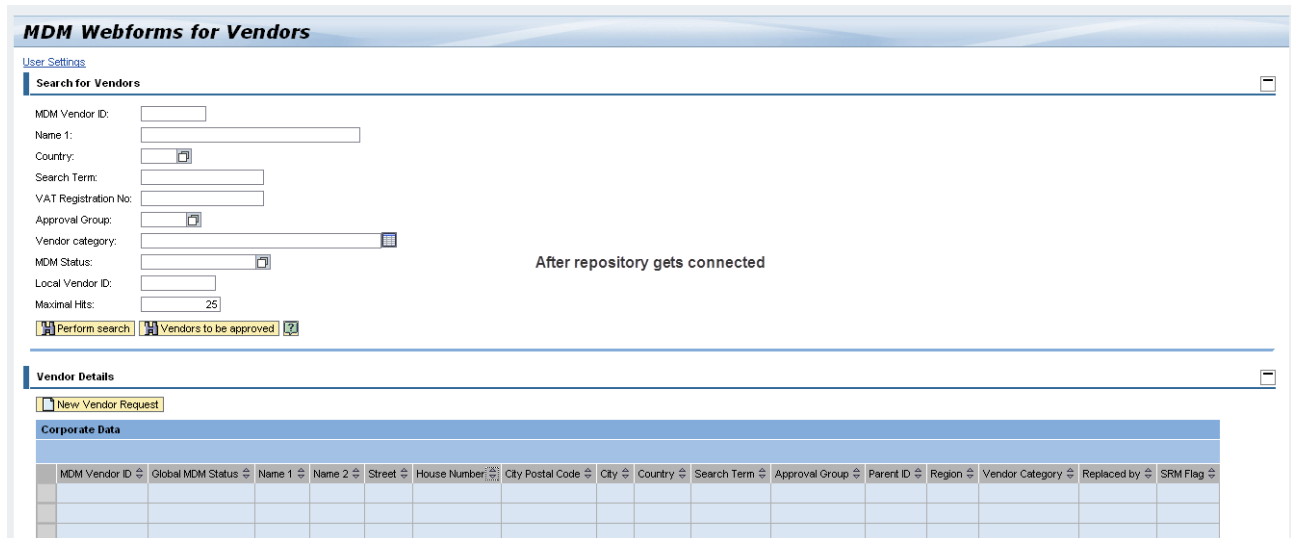 MDM Webforms for Vendors
User Settings
Search for Vendors
MDM Vendor ID:
Name 1:
Country:
Search Term:
VAT Registration No:
Approval Group:
Vendor category:
MDM Status:
After repository gets connected
Local Vendor ID:
Maximal Hits: 25
Perform search Vendors to be approved ?
Vendor Details
New Vendor Request
Corporate Data
MDM Vendor ID Global MDM Status Name 1 Name 2 Street House Number City Postal Code City Country Search Term Approval Group Parent ID Region Vendor Category Replaced by SRM Flag